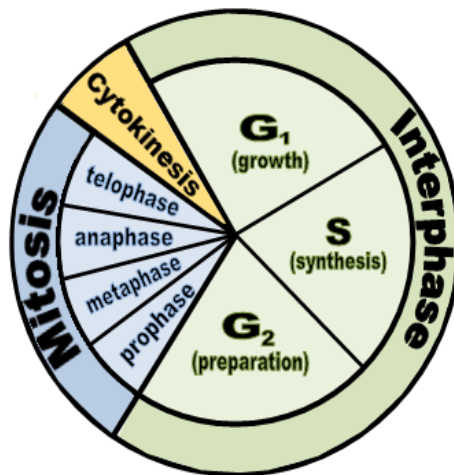 Interphase
G₁
(growth)
S
(synthesis)
G₂
(preparation)
Mitosis
prophase
metaphase
anaphase
telophase
Cytokinesis